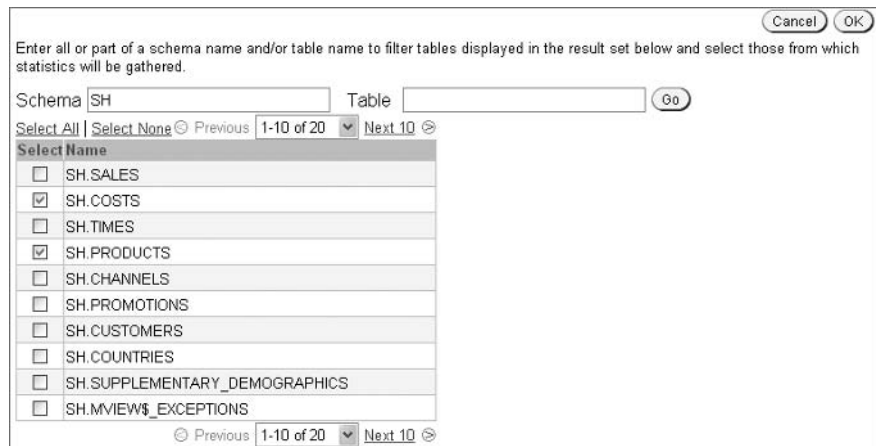 Cancel OK
Enter all or part of a schema name and/or table name to filter tables displayed in the result set below and select those from which
statistics will be gathered.
Schema SH Table Go
Select All | Select None Previous 1-10 of 20 Next 10
Select Name
SH.SALES
SH.COSTS
SH.TIMES
SH.PRODUCTS
SH.CHANNELS
SH.PROMOTIONS
SH.CUSTOMERS
SH.COUNTRIES
SH.SUPPLEMENTARY_DEMOGRAPHICS
SH.MVIEW$_EXCEPTIONS
Previous 1-10 of 20 Next 10